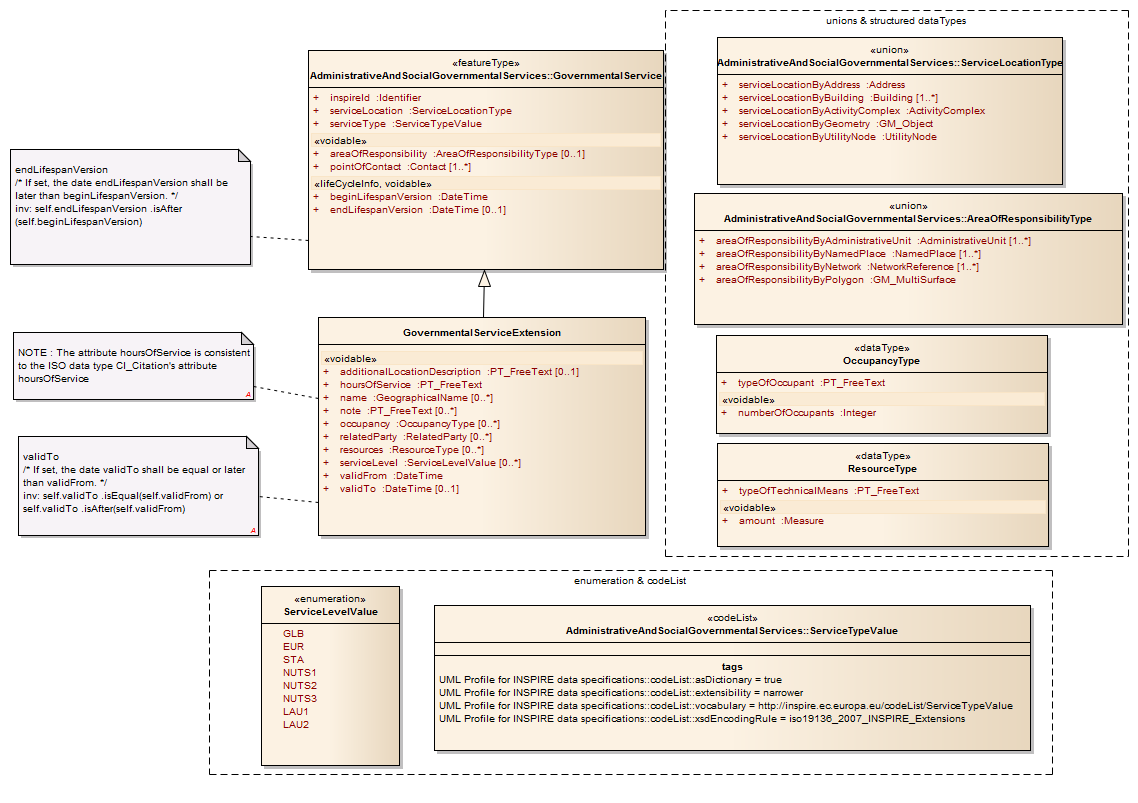 unions & structured dataTypes
«featureType»
AdministrativeAndSocialGovernmentalServices::GovernmentalService
+ inspireId :Identifier
+ serviceLocation :ServiceLocationType
+ serviceType :ServiceTypeValue
«voidable»
+ areaOfResponsibility :AreaOfResponsibilityType [0..1]
+ pointOfContact :Contact [1..*]
«lifeCycleInfo, voidable»
+ beginLifespanVersion :DateTime
+ endLifespanVersion :DateTime [0..1]
«union»
AdministrativeAndSocialGovernmentalServices::ServiceLocationType
+ serviceLocationByAddress :Address
+ serviceLocationByBuilding :Building [1..*]
+ serviceLocationByActivityComplex :ActivityComplex
+ serviceLocationByGeometry :GM_Object
+ serviceLocationByUtilityNode :UtilityNode
endLifespanVersion
/* If set, the date endLifespanVersion shall be
later than beginLifespanVersion. */
inv: self.endLifespanVersion .isAfter
(self.beginLifespanVersion)
«union»
AdministrativeAndSocialGovernmentalServices::AreaOfResponsibilityType
+ areaOfResponsibilityByAdministrativeUnit :AdministrativeUnit [1..*]
+ areaOfResponsibilityByNamedPlace :NamedPlace [1..*]
+ areaOfResponsibilityByNetwork :NetworkReference [1..*]
+ areaOfResponsibilityByPolygon :GM_MultiSurface
GovernmentalServiceExtension
«voidable»
+ additionalLocationDescription :PT_FreeText [0..1]
+ hoursOfService :PT_FreeText
+ name :GeographicalName [0..*]
+ note :PT_FreeText [0..*]
+ occupancy :OccupancyType [0..*]
+ relatedParty :RelatedParty [0..*]
+ resources :ResourceType [0..*]
+ serviceLevel :ServiceLevelValue [0..*]
+ validFrom :DateTime
+ validTo :DateTime [0..1]
NOTE : The attribute hoursOfService is consistent
to the ISO data type CI_Citation's attribute
hoursOfService
A
validTo
/* If set, the date validTo shall be equal or later
than validFrom. */
inv: self.validTo .isEqual(self.validFrom) or
self.validTo .isAfter(self.validFrom)
A
«dataType»
OccupancyType
+ typeOfOccupant :PT_FreeText
«voidable»
+ numberOfOccupants :Integer
«dataType»
ResourceType
+ typeOfTechnicalMeans :PT_FreeText
«voidable»
+ amount :Measure
enumeration & codeList
«enumeration»
ServiceLevelValue
GLB
EUR
STA
NUTS1
NUTS2
NUTS3
LAU1
LAU2
«codeList»
AdministrativeAndSocialGovernmentalServices::ServiceTypeValue
tags
UML Profile for INSPIRE data specifications::codeList::asDictionary = true
UML Profile for INSPIRE data specifications::codeList::extensibility = narrower
UML Profile for INSPIRE data specifications::codeList::vocabulary = http://inspire.ec.europa.eu/codeList/ServiceTypeValue
UML Profile for INSPIRE data specifications::codeList::xsdEncodingRule = iso19136_2007_INSPIRE_Extensions